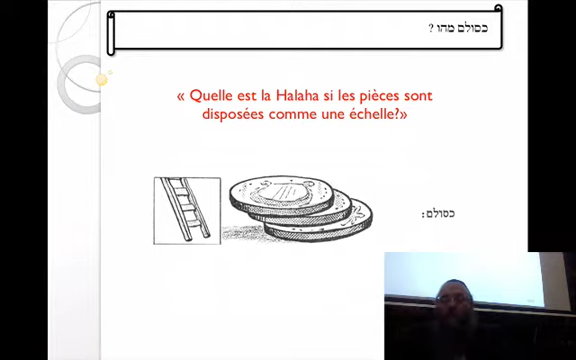 כסולם מהו ?
« Quelle est la Halaha si les pièces sont
disposées comme une échelle?»
כסולם: